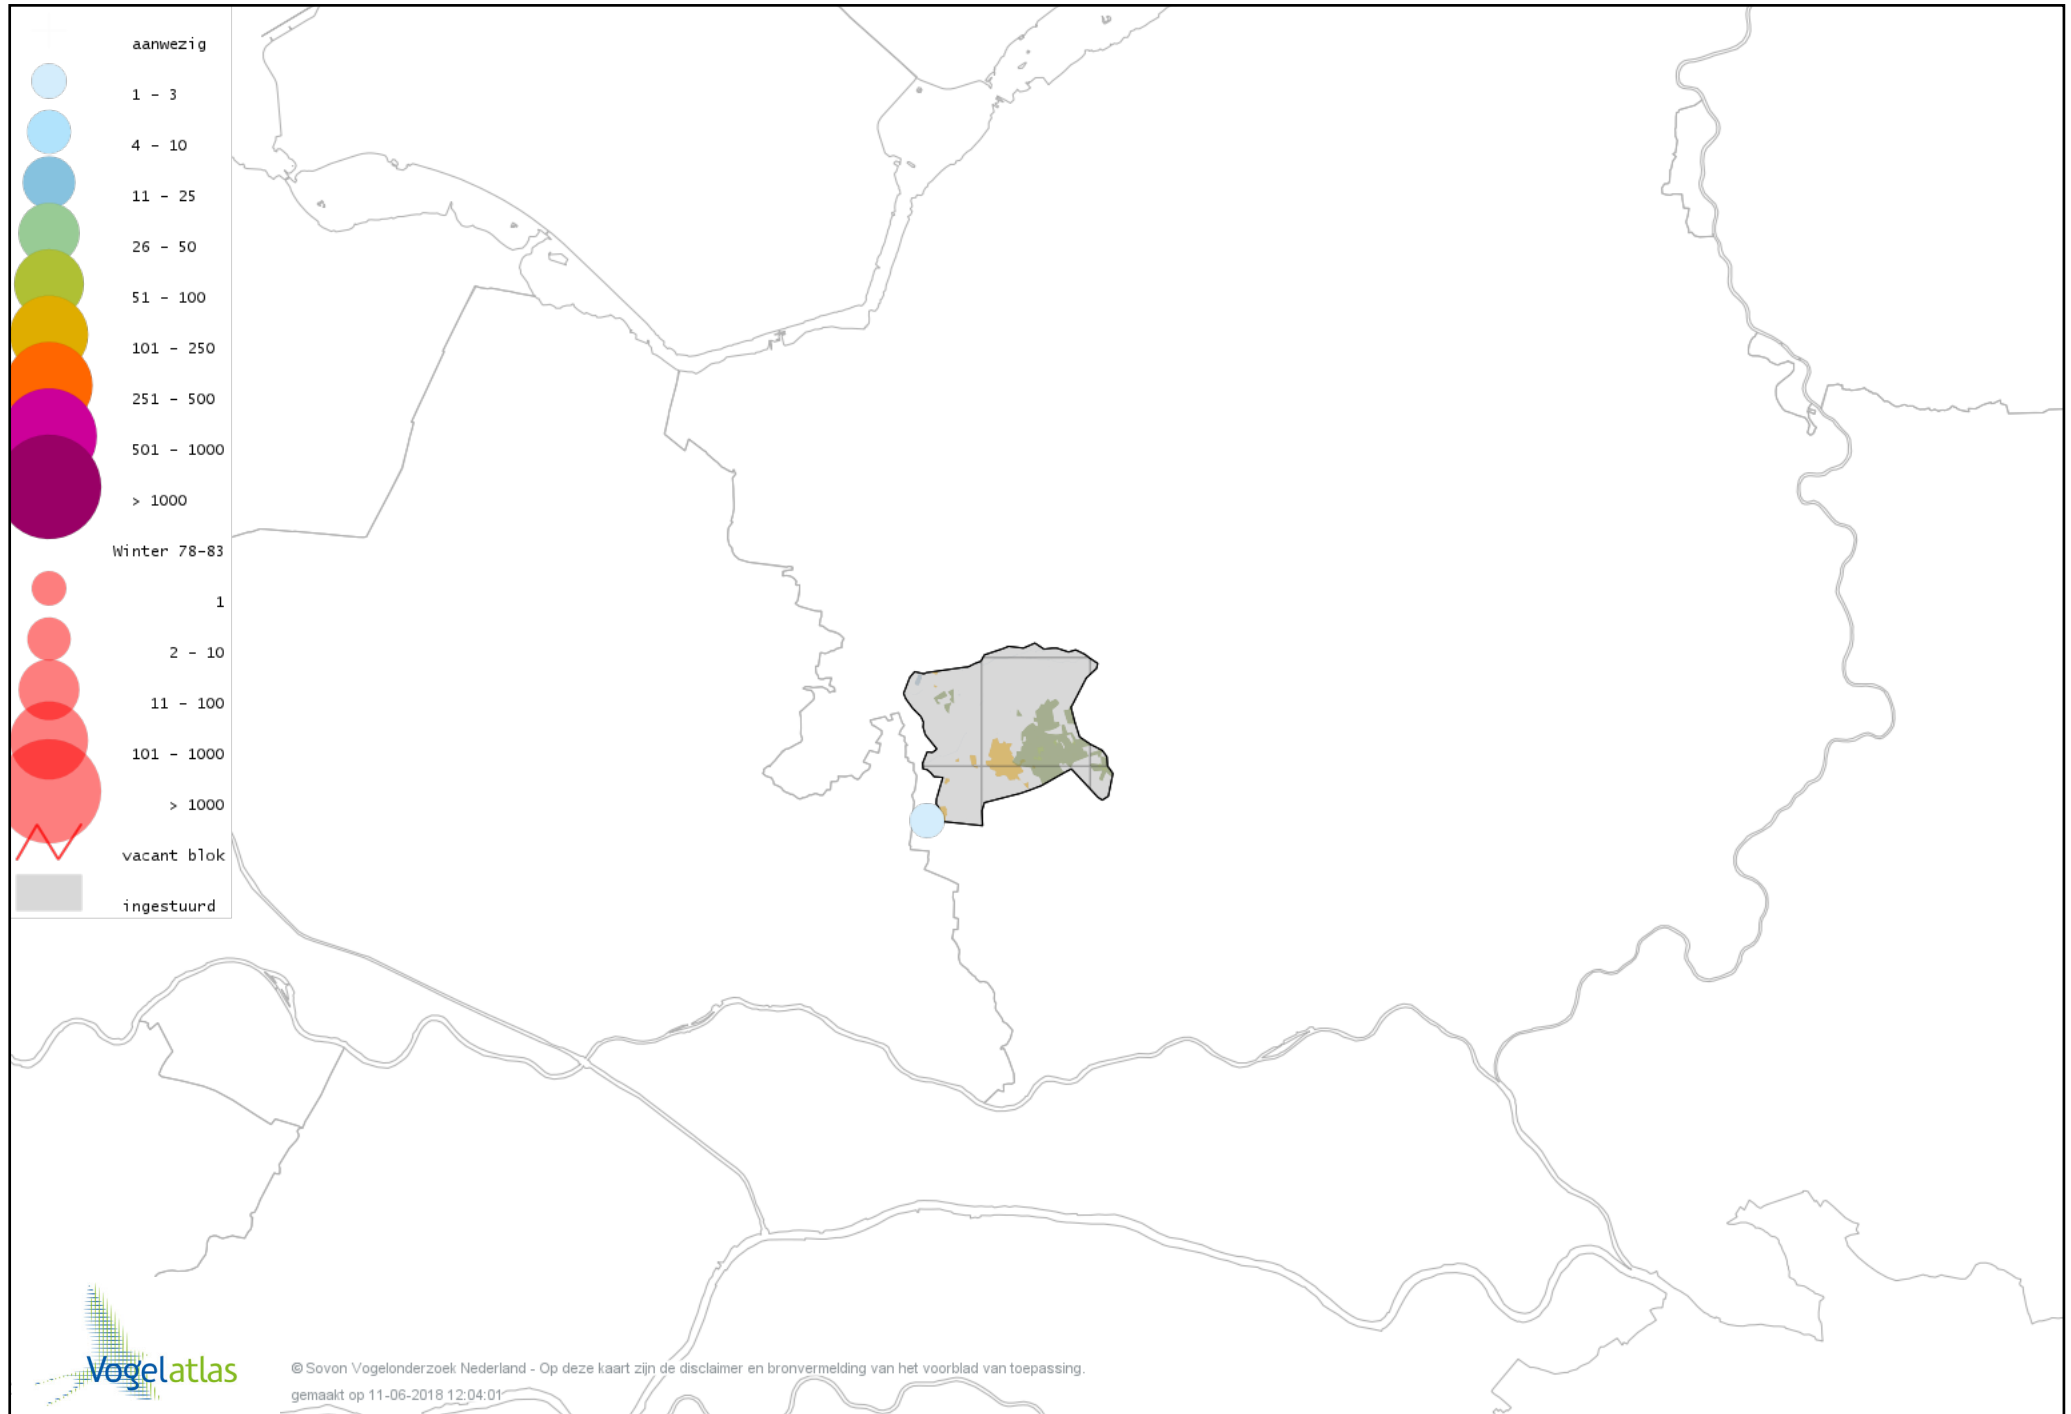 aanwezig
1 - 3
4 - 10
11 - 25
26 - 50
51 - 100
101 - 250
251 - 500
501 - 1000
> 1000
Winter 78-83
1
2 - 10
11 - 100
101 - 1000
> 1000
vacant blok
ingestuurd
Vogelatlas
© Sovon Vogelonderzoek Nederland - Op deze kaart zijn de disclaimer en bronvermelding van het voorblad van toepassing.
gemaakt op 11-06-2018 12:04:01